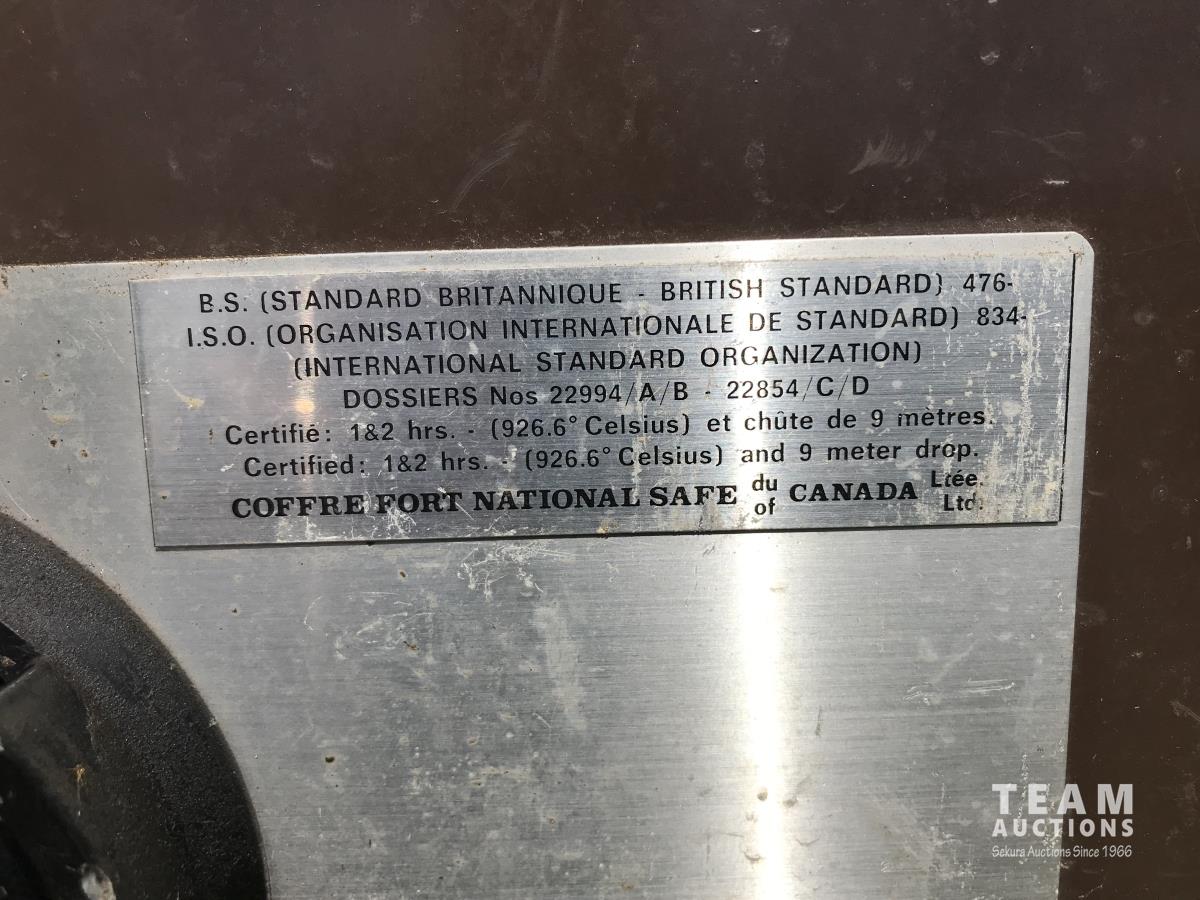 B.S. (STANDARD BRITANNIQUE - BRITISH STANDARD) 476-
I.S.O. (ORGANISATION INTERNATIONALE DE STANDARD) 834-
(INTERNATIONAL STANDARD ORGANIZATION)
DOSSIERS Nos 22994/A/B - 22854/C/D
Certifié: 1&2 hrs. - (926.6° Celsius) et chûte de 9 mètres.
Certified: 1&2 hrs. - (926.6° Celsius) and 9 meter drop.
COFFRE FORT NATIONAL SAFE du of CANADA Ltée. Ltd.
TEAM
AUCTIONS
Sekura Auctions Since 1966